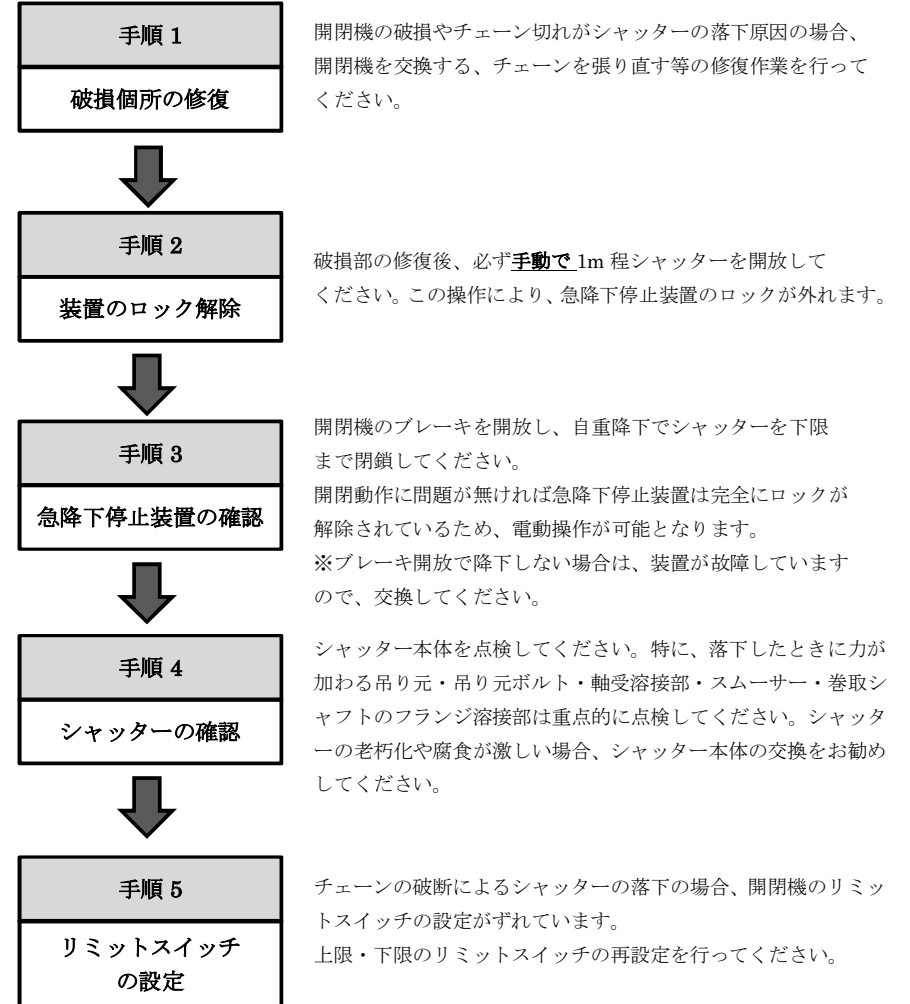 手順 1
破損個所の修復
開閉機の破損やチェーン切れがシャッターの落下原因の場合、
開閉機を交換する、チェーンを張り直す等の修復作業を行って
ください。
手順 2
装置のロック解除
破損部の修復後、必ず手動で 1m 程シャッターを開放して
ください。この操作により、急降下停止装置のロックが外れます。
手順 3
急降下停止装置の確認
開閉機のブレーキを開放し、自重降下でシャッターを下限
まで閉鎖してください。
開閉動作に問題が無ければ急降下停止装置は完全にロックが
解除されているため、電動操作が可能となります。
※ブレーキ開放で降下しない場合は、装置が故障しています
ので、交換してください。
手順 4
シャッターの確認
シャッター本体を点検してください。特に、落下したときに力が
加わる吊り元・吊り元ボルト・軸受溶接部・スムーサー・巻取シ
ャフトのフランジ溶接部は重点的に点検してください。シャッタ
ーの老朽化や腐食が激しい場合、シャッター本体の交換をお勧め
してください。
手順 5
リミットスイッチ
の設定
チェーンの破断によるシャッターの落下の場合、開閉機のリミッ
トスイッチの設定がずれています。
上限・下限のリミットスイッチの再設定を行ってください。